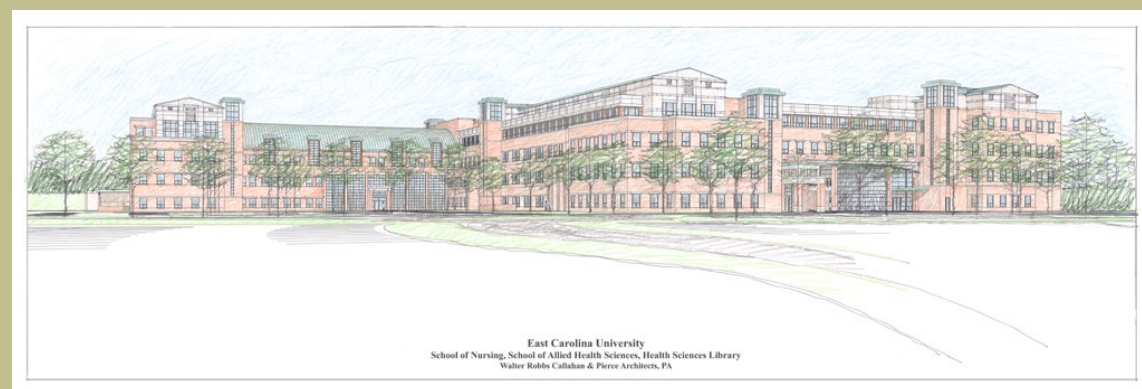 East Carolina University
School of Nursing, School of Allied Health Sciences, Health Sciences Library
Walter Robbs Callahan & Pierce Architects, PA